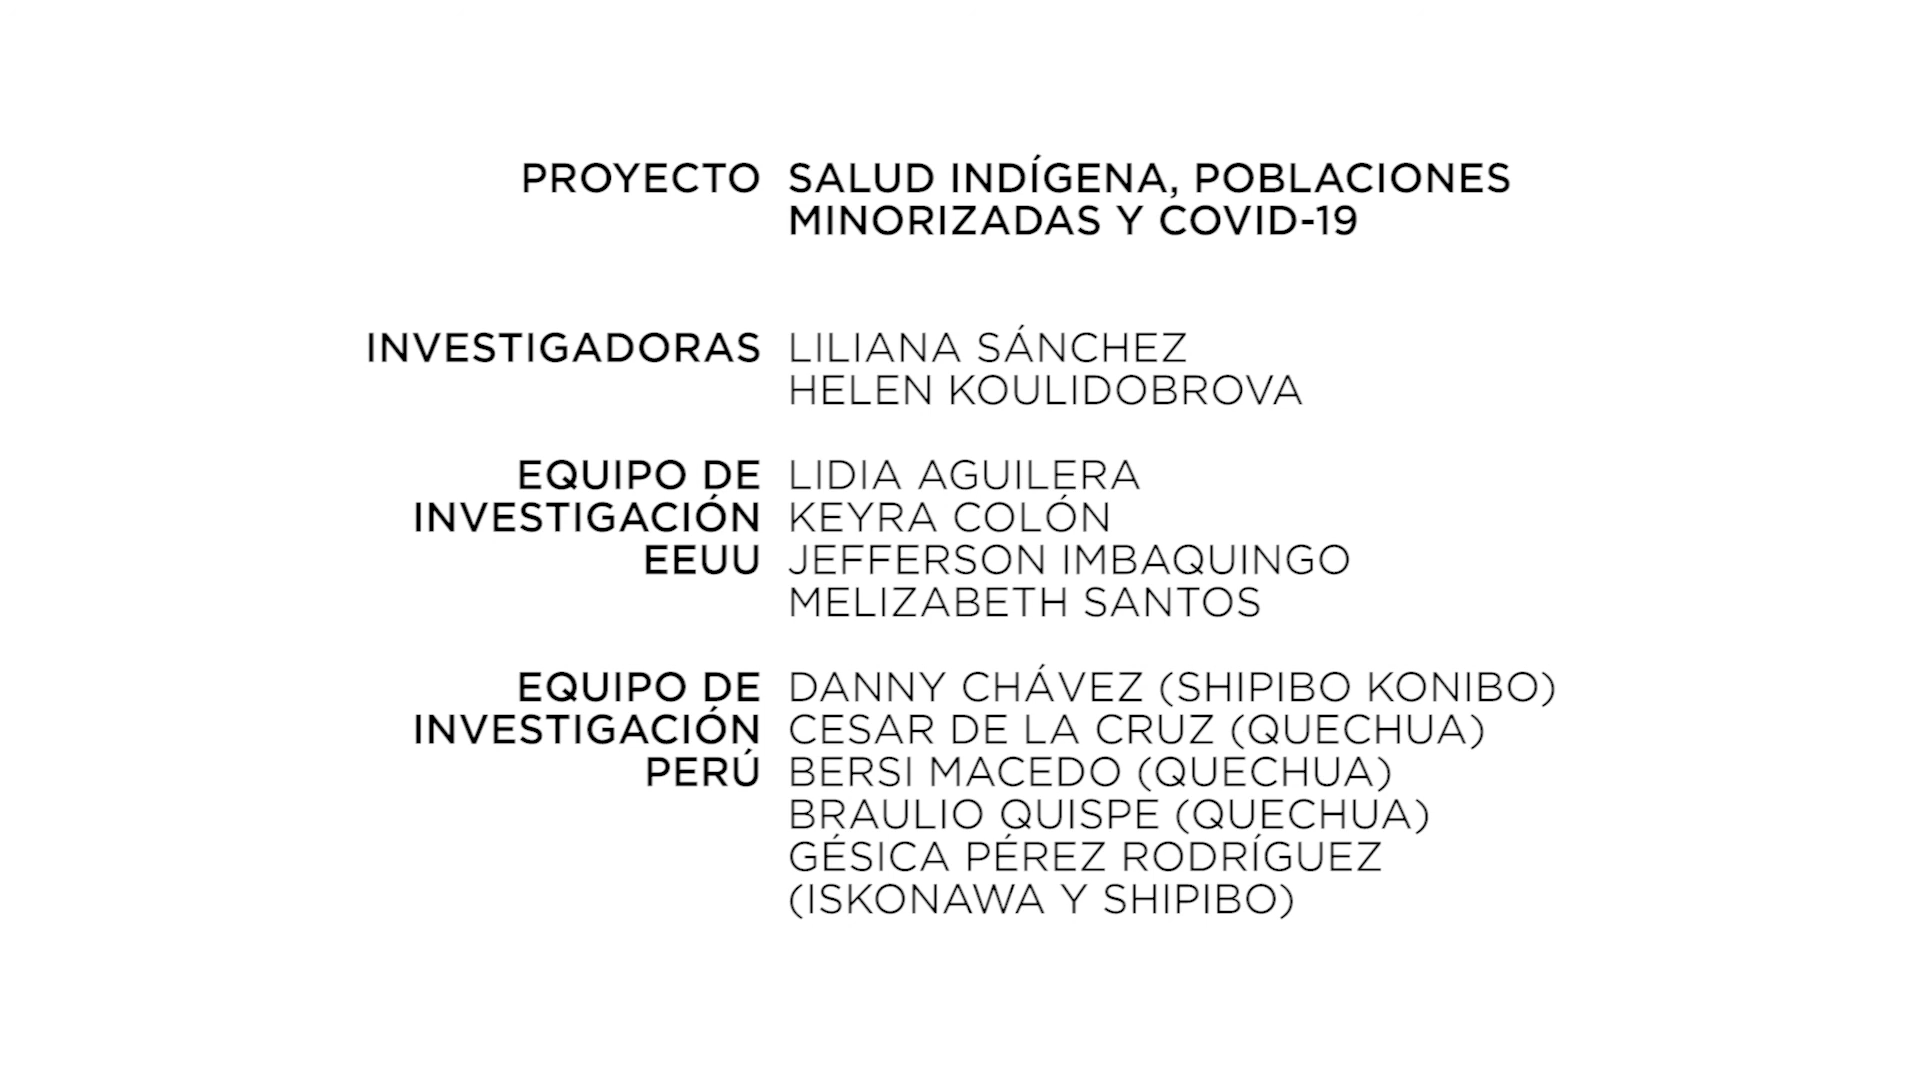 PROYECTO SALUD INDÍGENA, POBLACIONES
MINORIZADAS Y COVID-19
INVESTIGADORAS LILIANA SÁNCHEZ
HELEN KOULIDOBROVA
EQUIPO DE LIDIA AGUILERA
INVESTIGACIÓN KEYRA COLÓN
EEUU JEFFERSON IMBAQUINGO
MELIZABETH SANTOS
EQUIPO DE DANNY CHÁVEZ (SHIPIBO KONIBO)
INVESTIGACIÓN CESAR DE LA CRUZ (QUECHUA)
PERÚ BERSI MACEDO (QUECHUA)
BRAULIO QUISPE (QUECHUA)
GÉSICA PÉREZ RODRÍGUEZ
(ISKONAWA Y SHIPIBO)